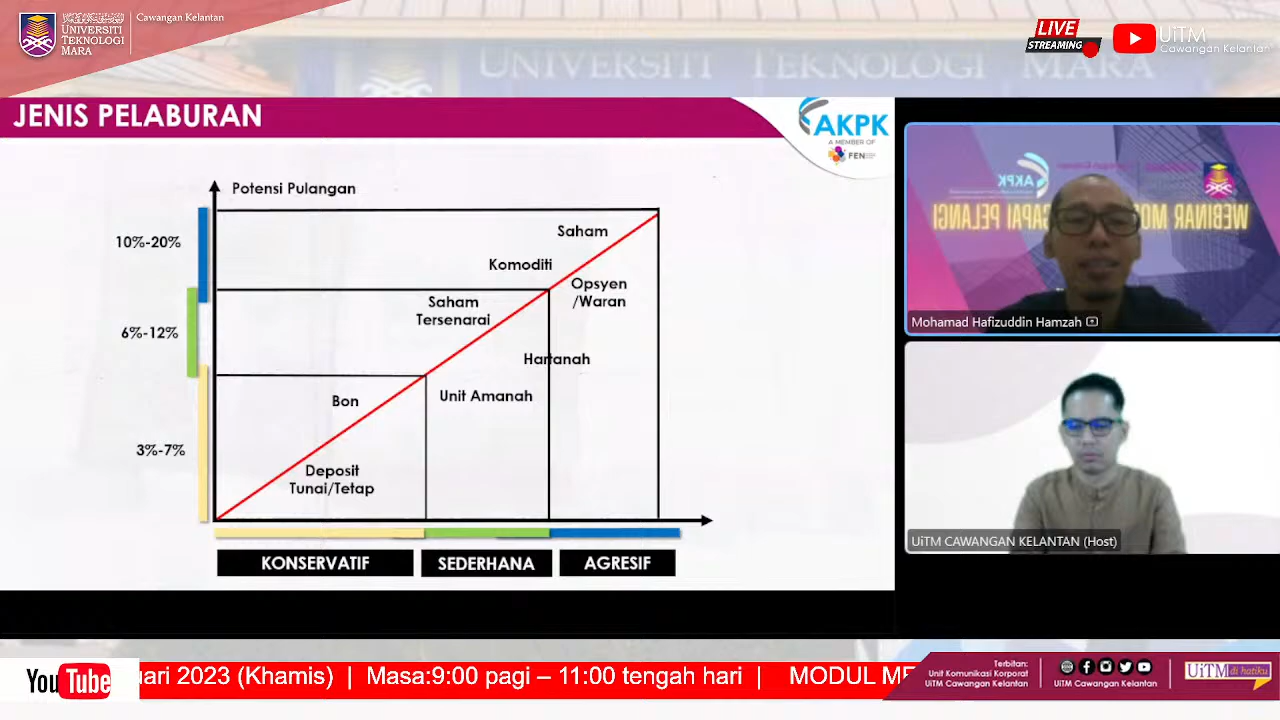 UNIVERSITI
TEKNOLOGI
MARA
Cawangan Kelantan
UNIVERSITI TEKNOLOGI MARA
LIVE
STREAMING
UiTM
Cawangan Kelantan
JENIS PELABURAN
AKPK
A MEMBER OF
FEN
Potensi Pulangan
10%-20%
6%-12%
3%-7%
Saham
Komoditi
Opsyen
/Waran
Saham
Tersenarai
Hartanah
Unit Amanah
Bon
Deposit
Tunai/Tetap
KONSERVATIF
SEDERHANA
AGRESIF
AKPK
WEBINAR MO
GAPAI PELANGI
Mohamad Hafizuddin Hamzah
UiTM CAWANGAN KELANTAN (Host)
YouTube
uari 2023 (Khamis) | Masa:9:00 pagi – 11:00 tengah hari | MODUL ME
Terbitan:
Unit Komunikasi Korporat
UiTM Cawangan Kelantan
UiTM Cawangan Kelantan
UiTM di hatiku